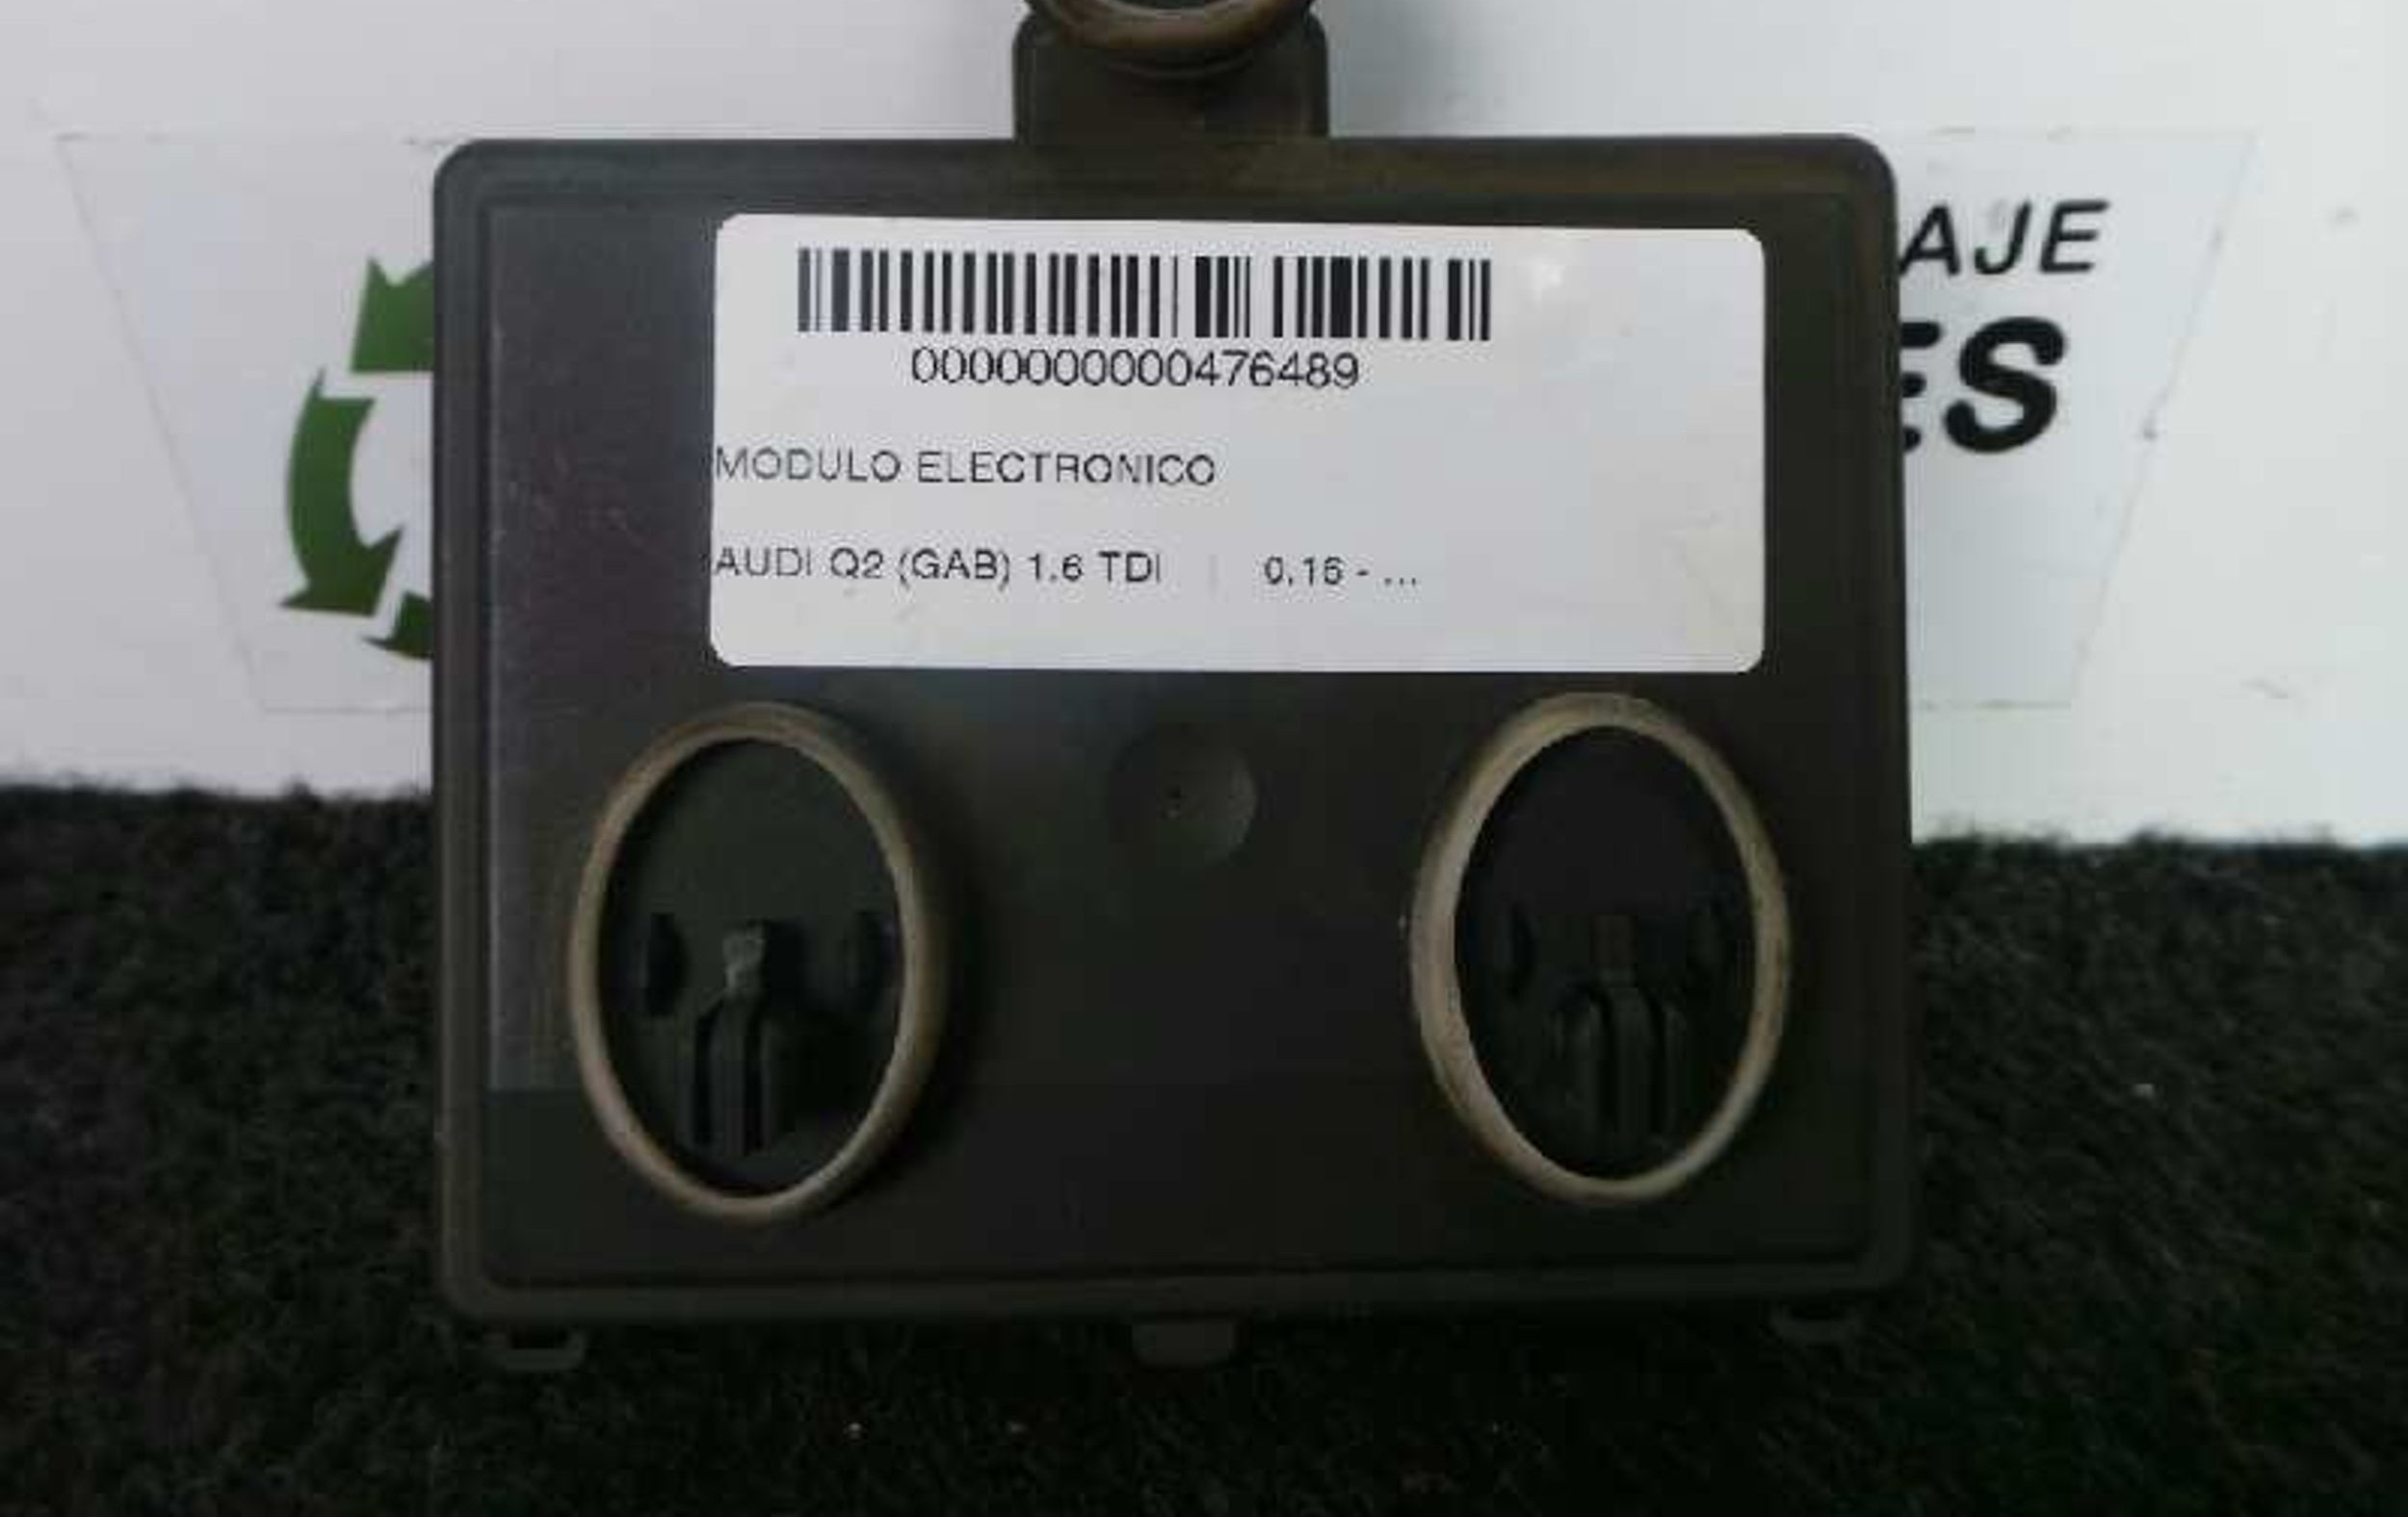 0000000000476489
MODULO ELECTRONICO
AUDI Q2 (GAB) 1.6 TDI | 0.16 - ...
AJE
ES